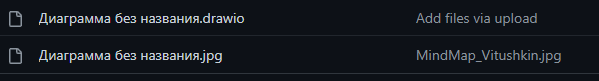 Диаграмма без названия.drawio Add files via upload
Диаграмма без названия.jpg MindMap_Vitushkin.jpg